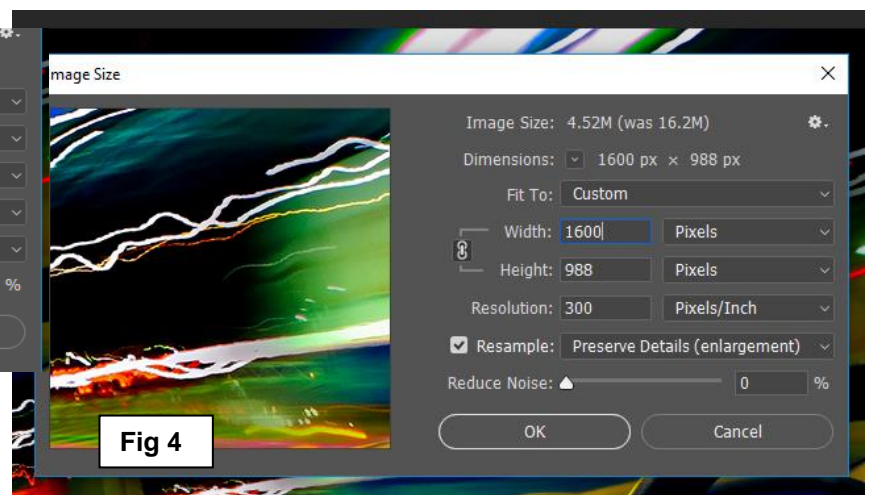 mage Size
Image Size: 4.52M (was 16.2M)
Dimensions: 1600 px × 988 px
Fit To: Custom
Width: 1600 Pixels
Height: 988 Pixels
Resolution: 300 Pixels/Inch
Resample: Preserve Details (enlargement)
%
Reduce Noise: 0 %
OK Cancel
Fig 4